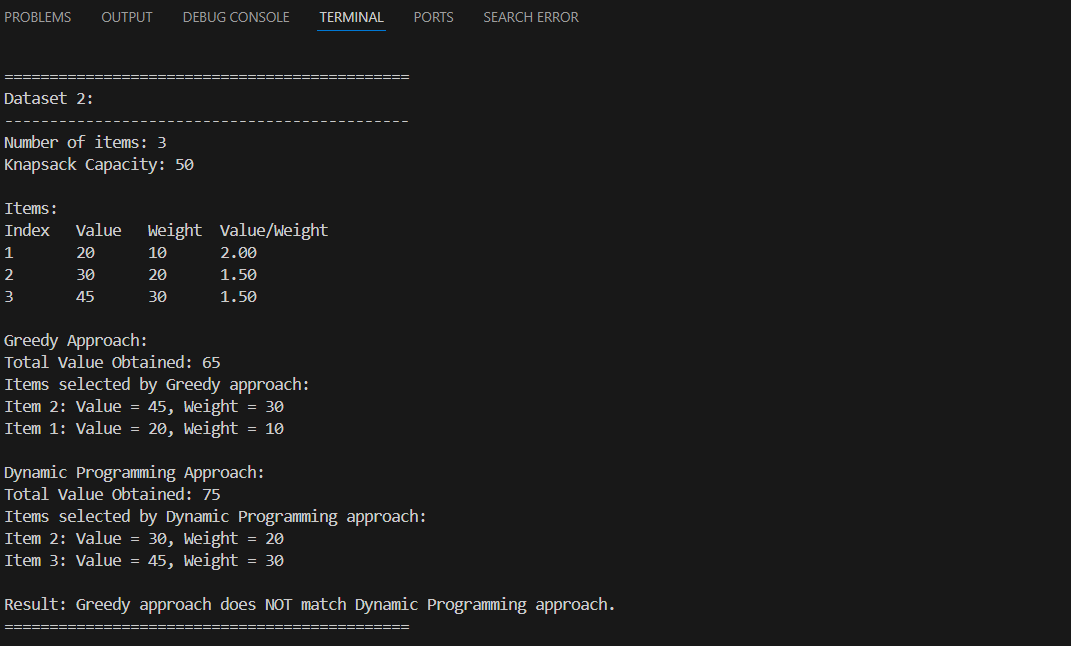 PROBLEMS OUTPUT DEBUG CONSOLE TERMINAL PORTS SEARCH ERROR
=============================================
Dataset 2:
---------------------------------------------
Number of items: 3
Knapsack Capacity: 50
Items:
Index Value Weight Value/Weight
1 20 10 2.00
2 30 20 1.50
3 45 30 1.50
Greedy Approach:
Total Value Obtained: 65
Items selected by Greedy approach:
Item 2: Value = 45, Weight = 30
Item 1: Value = 20, Weight = 10
Dynamic Programming Approach:
Total Value Obtained: 75
Items selected by Dynamic Programming approach:
Item 2: Value = 30, Weight = 20
Item 3: Value = 45, Weight = 30
Result: Greedy approach does NOT match Dynamic Programming approach.
=============================================